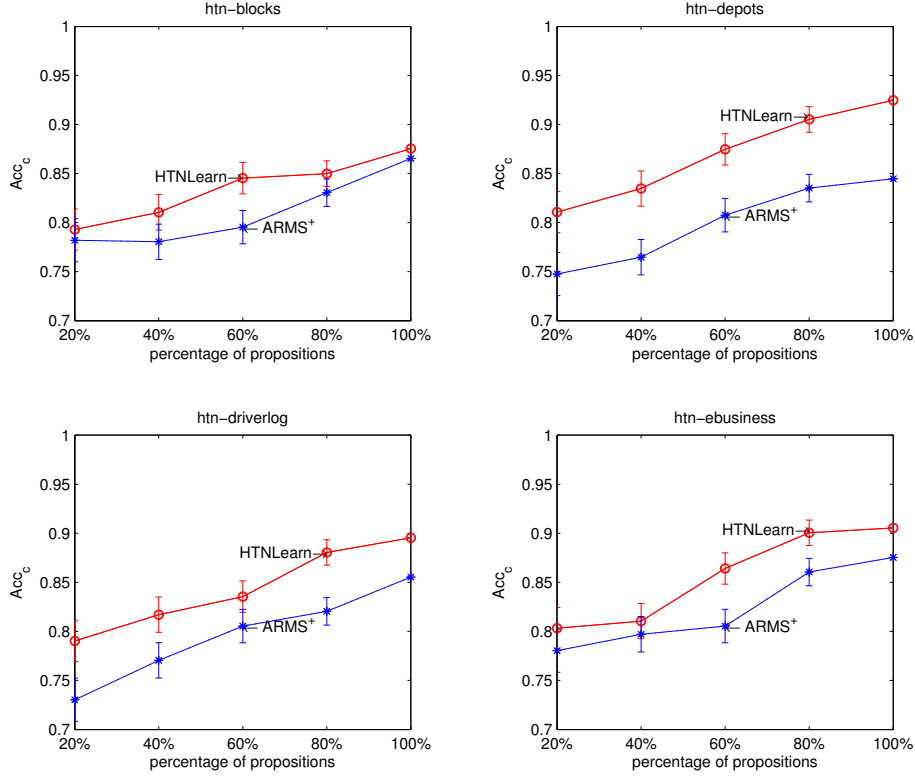 htn−blocks
1
0.95
0.9
0.85
0.8
0.75
0.7
Acc_c
HTNLearn
ARMS^+
20% 40% 60% 80% 100%
percentage of propositions
htn−depots
1
0.95
0.9
0.85
0.8
0.75
0.7
Acc_c
HTNLearn
ARMS^+
20% 40% 60% 80% 100%
percentage of propositions
htn−driverlog
1
0.95
0.9
0.85
0.8
0.75
0.7
Acc_c
HTNLearn
ARMS^+
20% 40% 60% 80% 100%
percentage of propositions
htn−ebusiness
1
0.95
0.9
0.85
0.8
0.75
0.7
Acc_c
HTNLearn
ARMS^+
20% 40% 60% 80% 100%
percentage of propositions